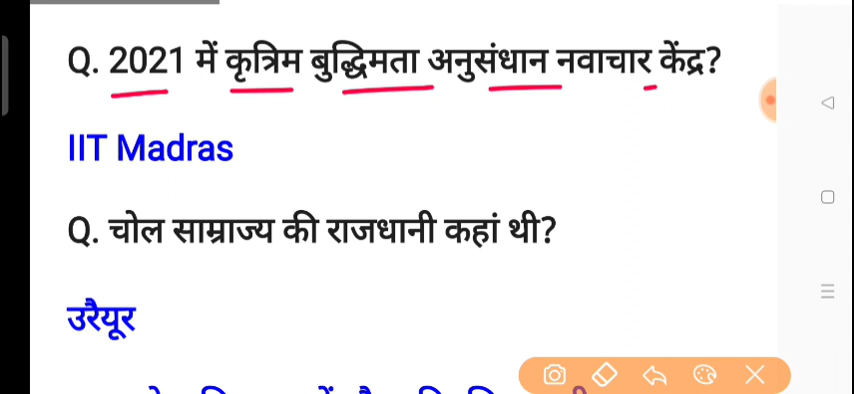 Q. 2021 में कृत्रिम बुद्धिमता अनुसंधान नवाचार केंद्र?
IIT Madras
Q. चोल साम्राज्य की राजधानी कहां थी?
उरैयूर